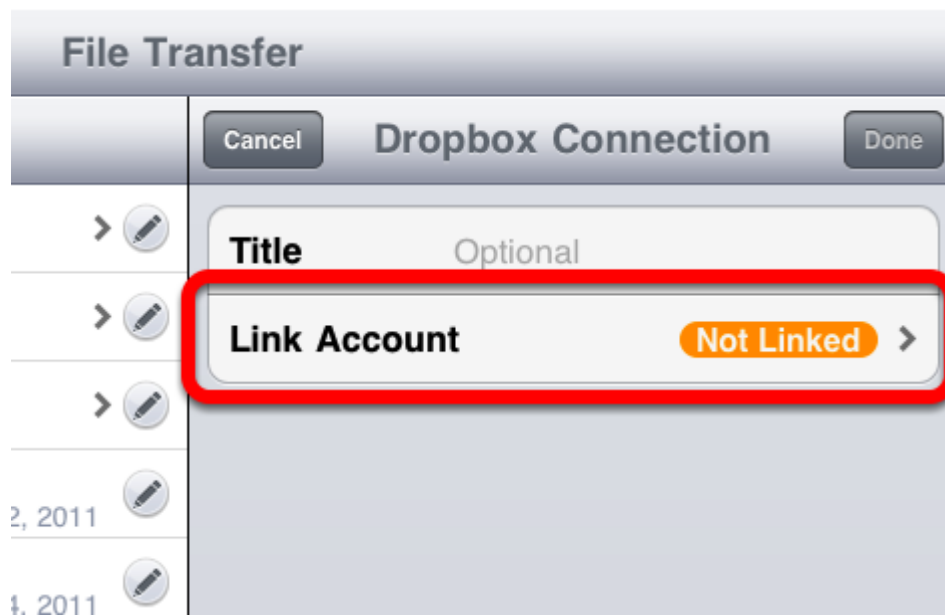 File Transfer
Cancel Dropbox Connection Done
Title Optional
Link Account Not Linked
2, 2011
4, 2011